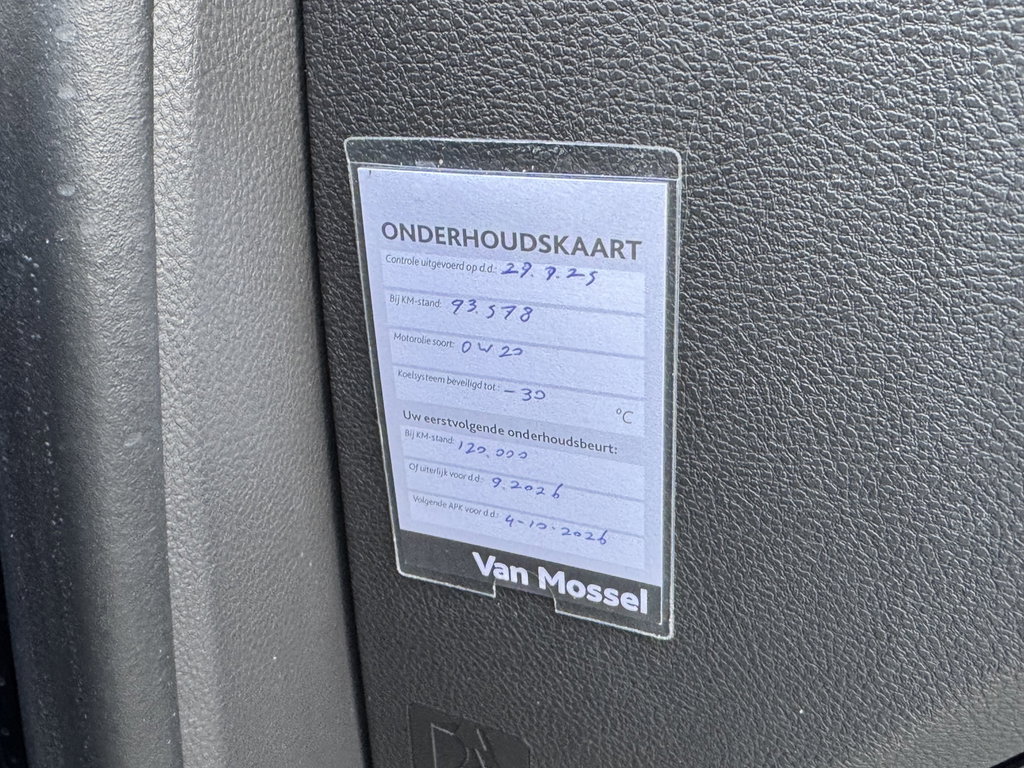 ONDERHOUDSKAART
Controle uitgevoerd op d.d.: 29.9.25
Bij KM-stand: 93.578
Motorolie soort: 0W20
Koelsysteem beveiligd tot: -30 °C
Uw eerstvolgende onderhoudsbeurt:
Bij KM-stand: 120.000
Of uiterlijk voor d.d.: 9.2026
Volgende APK voor d.d.: 4-10-2026
Van Mossel